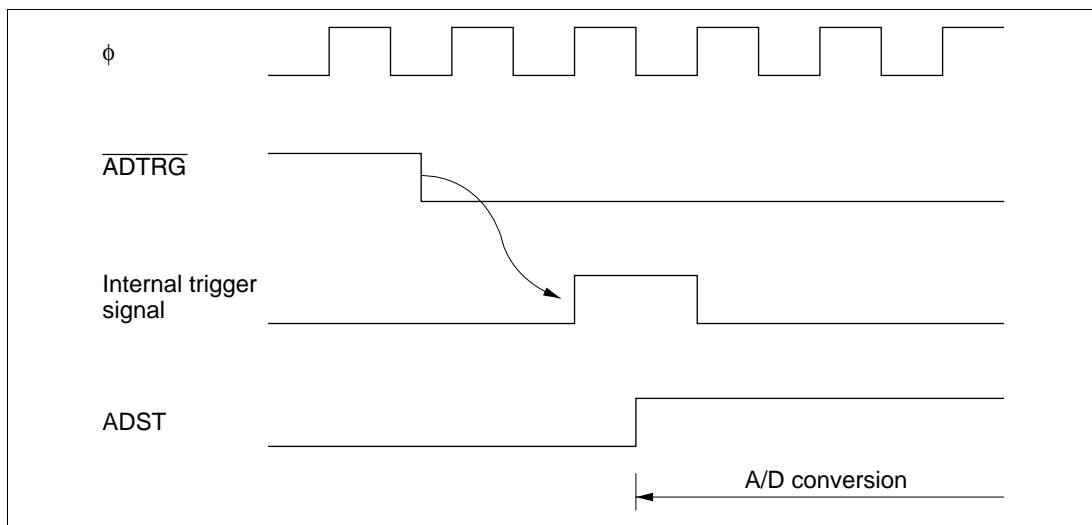 ϕ
ADTRG
Internal trigger
signal
ADST
A/D conversion